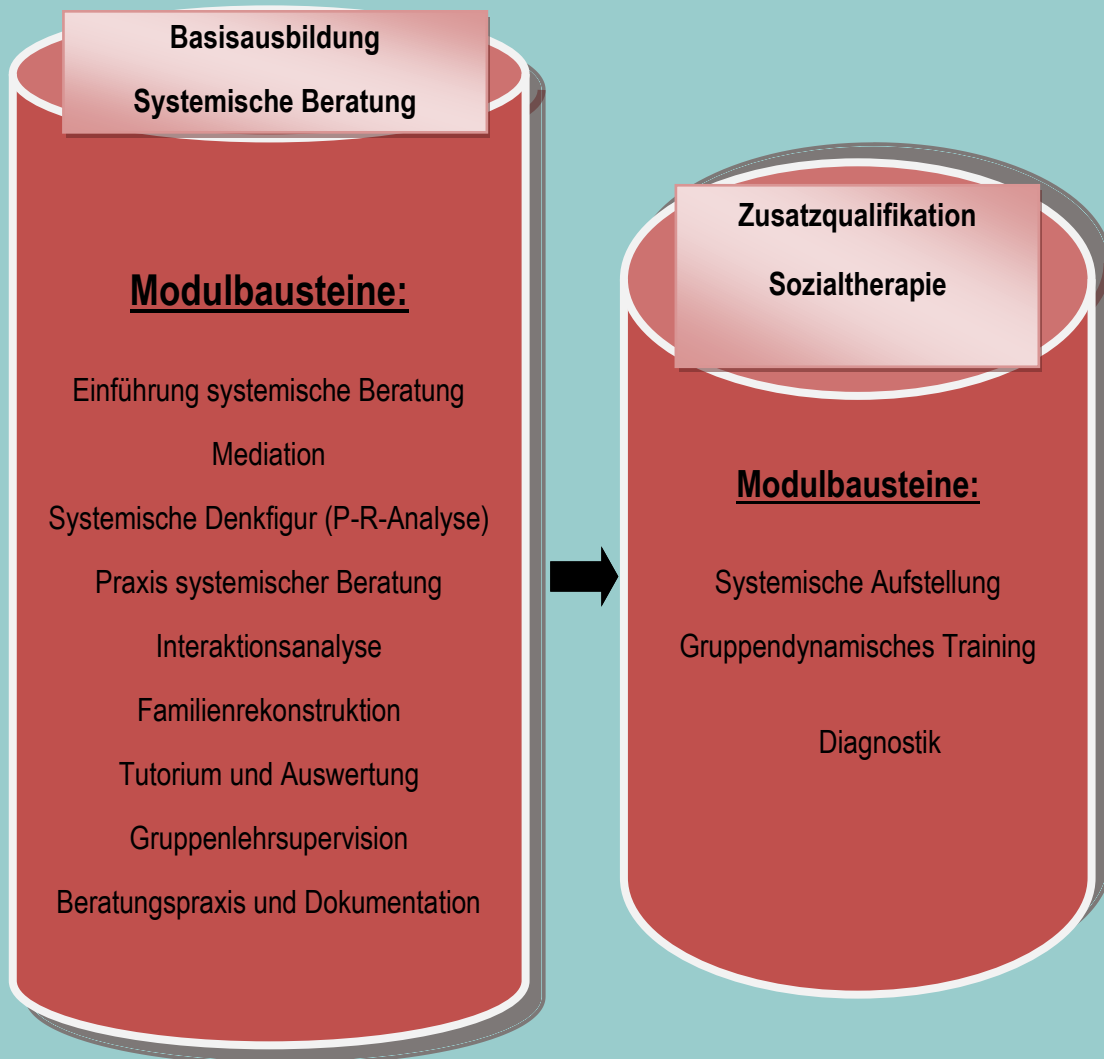 Basisausbildung
Systemische Beratung
Modulbausteine:
Einführung systemische Beratung
Mediation
Systemische Denkfigur (P-R-Analyse)
Praxis systemischer Beratung
Interaktionsanalyse
Familienrekonstruktion
Tutorium und Auswertung
Gruppenlehrsupervision
Beratungspraxis und Dokumentation
Zusatzqualifikation
Sozialtherapie
Modulbausteine:
Systemische Aufstellung
Gruppendynamisches Training
Diagnostik